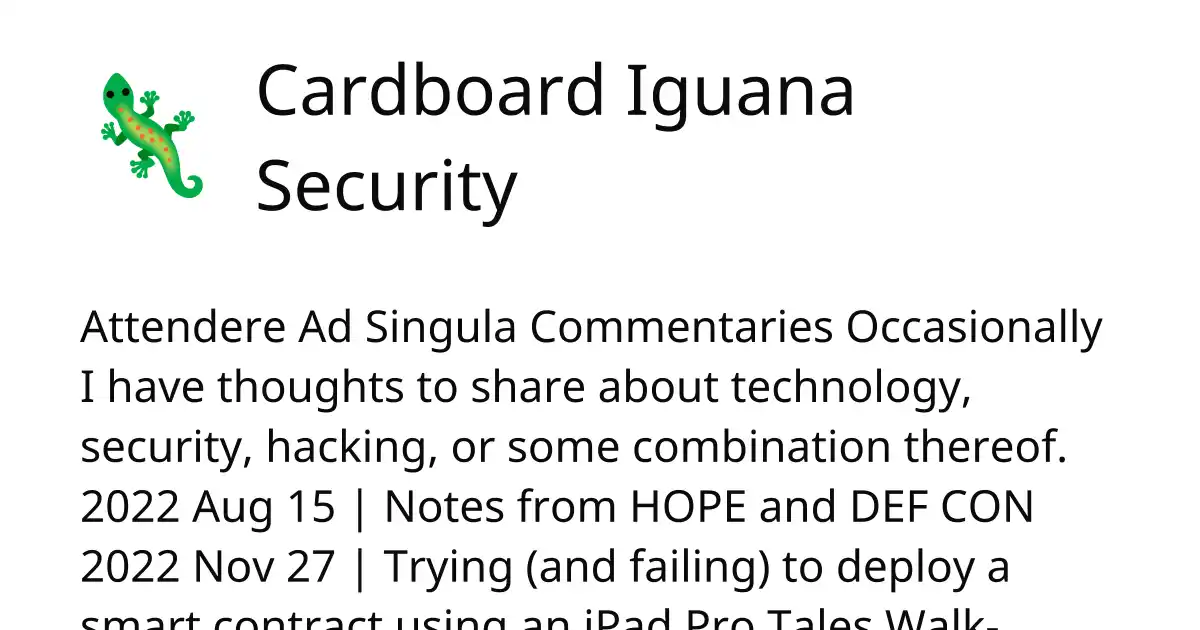 Cardboard Iguana
Security
Attendere Ad Singula Commentaries Occasionally
I have thoughts to share about technology,
security, hacking, or some combination thereof.
2022 Aug 15 | Notes from HOPE and DEF CON
2022 Nov 27 | Trying (and failing) to deploy a
smart contract using an iPad Pro Tales Walk-